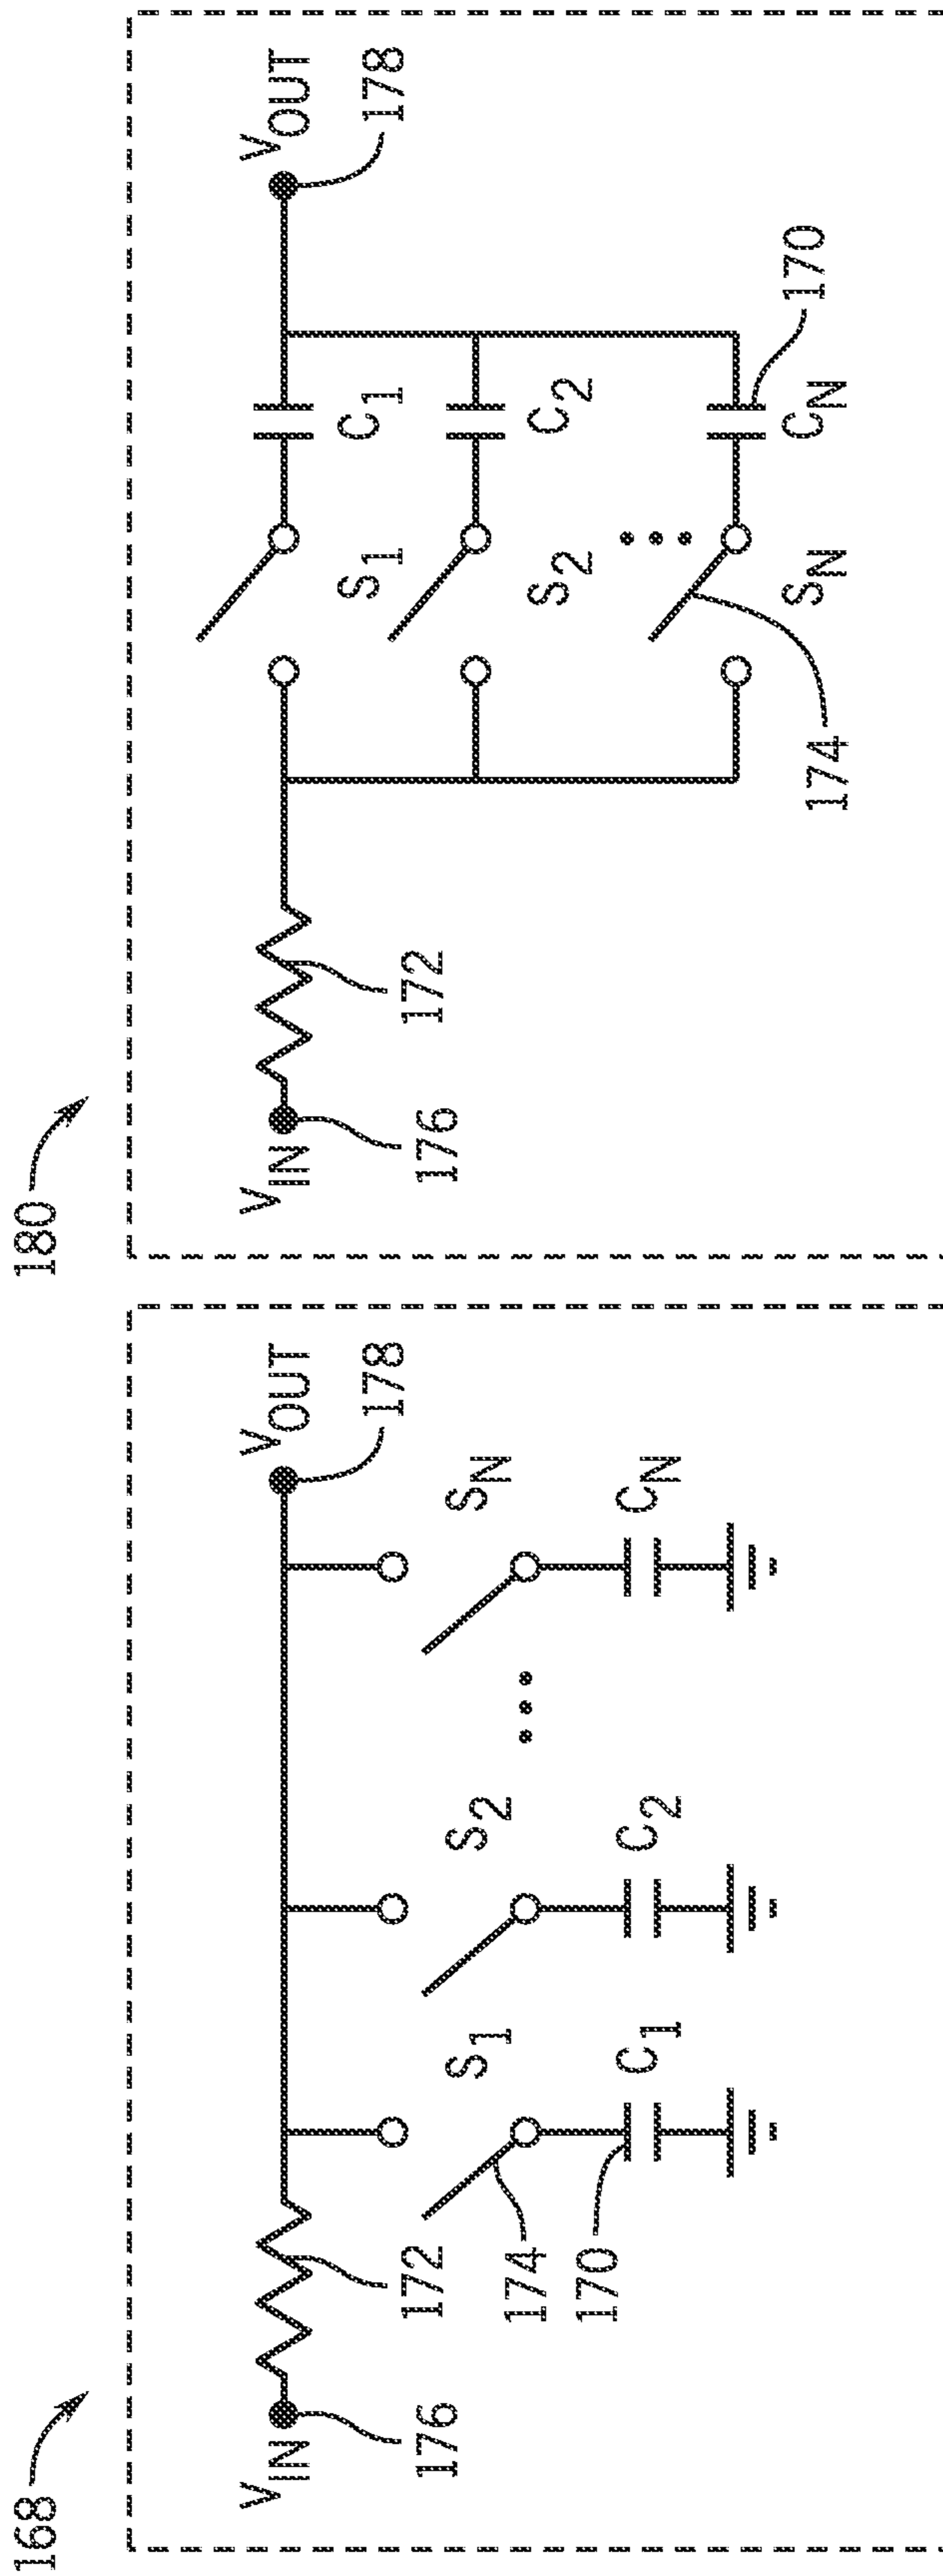 168
V_IN
176
172
S_1
174
C_1
170
S_2
C_2
S_N
C_N
V_OUT
178
180
V_IN
176
172
S_1
C_1
S_2
C_2
S_N
174
C_N
170
V_OUT
178